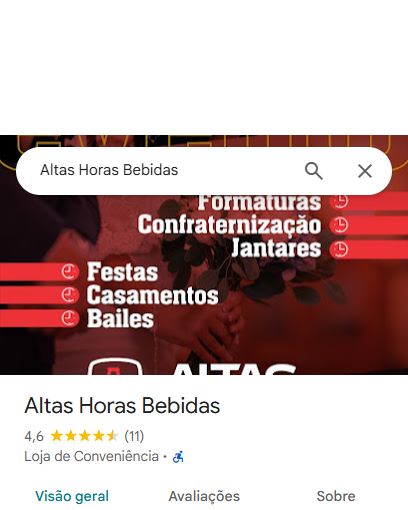 Altas Horas Bebidas
Formaturas
Confraternização
Jantares
Festas
Casamentos
Bailes
ALTAS
Altas Horas Bebidas
4,6 (11)
Loja de Conveniência ·
Visão geral Avaliações Sobre